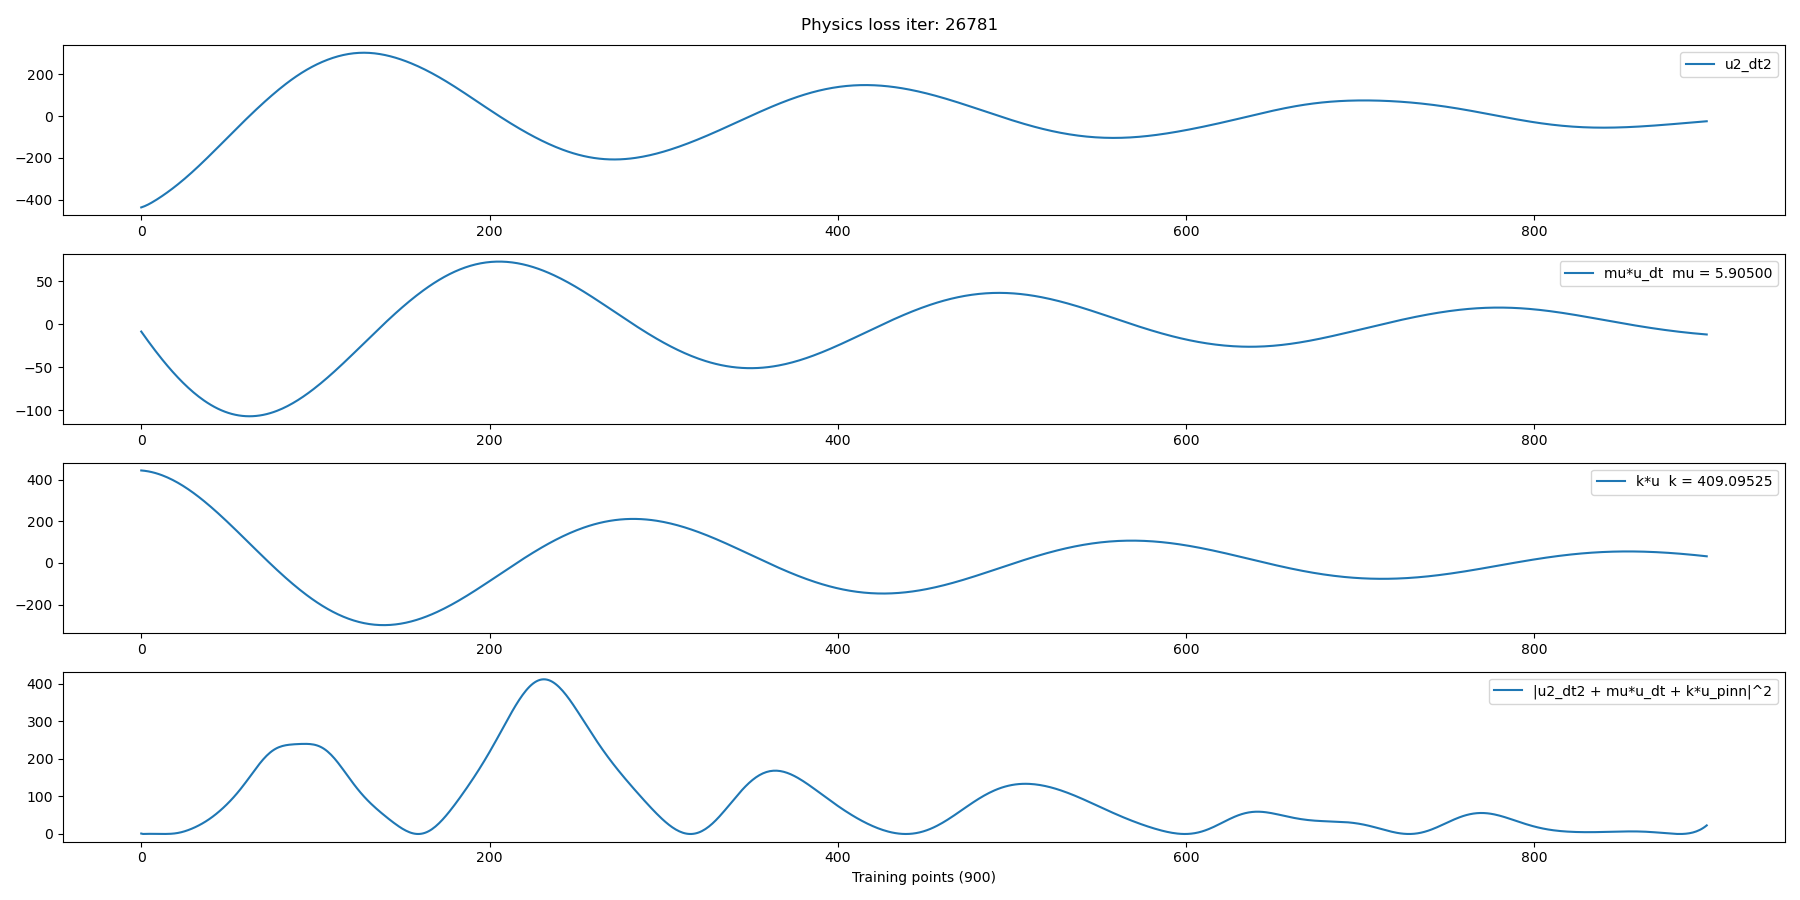 Physics loss iter: 26781
u2_dt2
200
0
−200
−400
0 200 400 600 800
mu*u_dt  mu = 5.90500
50
0
−50
−100
0 200 400 600 800
k*u  k = 409.09525
400
200
0
−200
0 200 400 600 800
|u2_dt2 + mu*u_dt + k*u_pinn|^2
400
300
200
100
0
0 200 400 600 800
Training points (900)